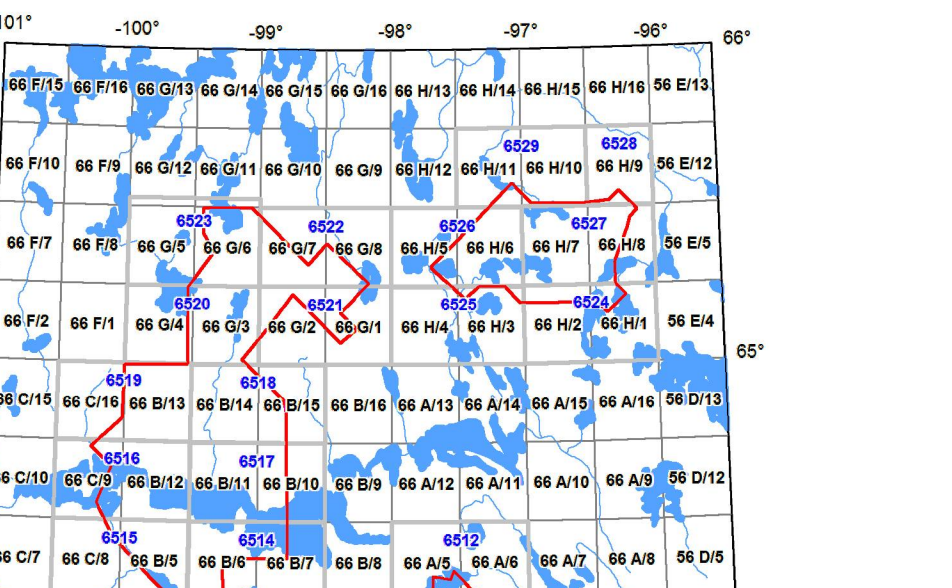 101° -100° -99° -98° -97° -96° 66°
66 F/15 66 F/16 66 G/13 66 G/14 66 G/15 66 G/16 66 H/13 66 H/14 66 H/15 66 H/16 56 E/13
6529 6528
66 F/10 66 F/9 66 G/12 66 G/11 66 G/10 66 G/9 66 H/12 66 H/11 66 H/10 66 H/9 56 E/12
6523 6522 6526 6527
66 F/7 66 F/8 66 G/5 66 G/6 66 G/7 66 G/8 66 H/5 66 H/6 66 H/7 66 H/8 56 E/5
6520 6521 6525 6524
66 F/2 66 F/1 66 G/4 66 G/3 66 G/2 66 G/1 66 H/4 66 H/3 66 H/2 66 H/1 56 E/4
65°
6519 6518
66 C/15 66 C/16 66 B/13 66 B/14 66 B/15 66 B/16 66 A/13 66 A/14 66 A/15 66 A/16 56 D/13
6516 6517
C/10 66 C/9 66 B/12 66 B/11 66 B/10 66 B/9 66 A/12 66 A/11 66 A/10 66 A/9 56 D/12
6515 6514 6512
C/7 66 C/8 66 B/5 66 B/6 66 B/7 66 B/8 66 A/5 66 A/6 66 A/7 66 A/8 56 D/5